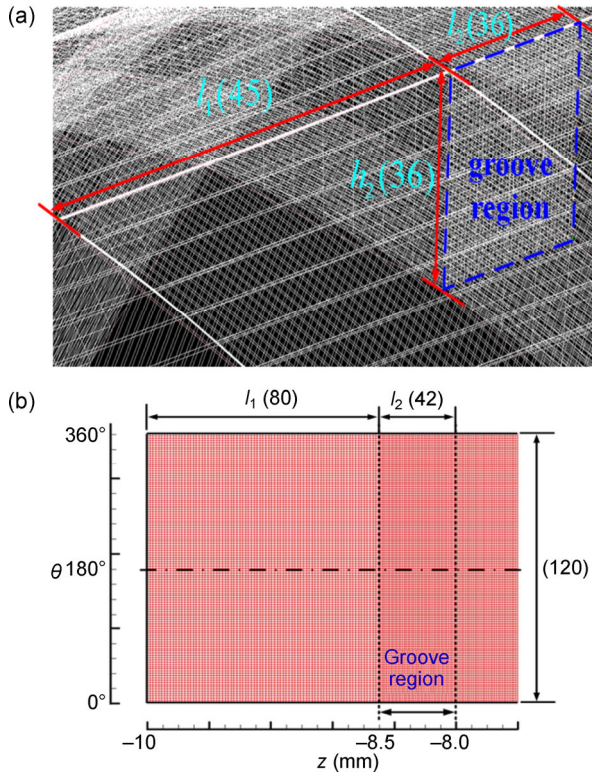 (a)
l₂(36)
l₁(45)
h₂(36)
groove
region
(b)
l₁ (80) l₂ (42)
360°
θ 180° (120)
Groove
region
0°
–10 –8.5 –8.0
z (mm)